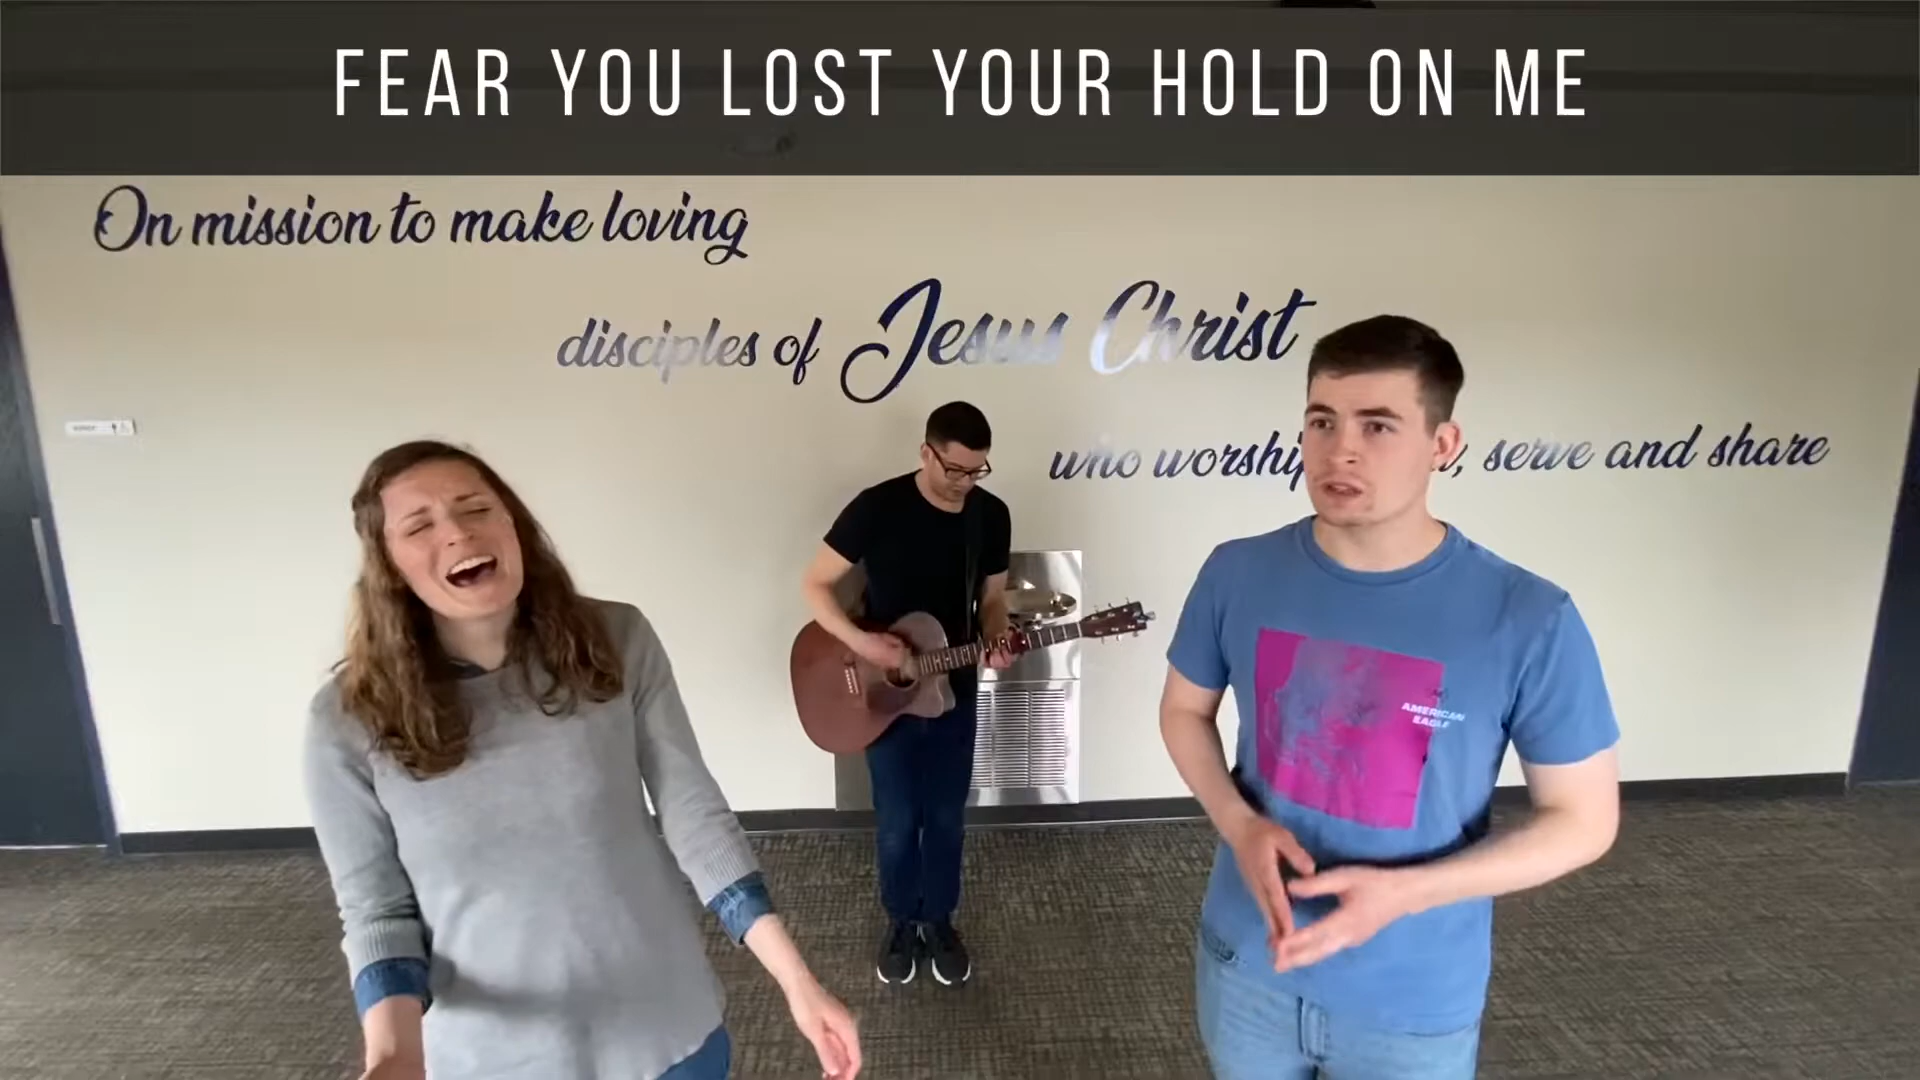 FEAR YOU LOST YOUR HOLD ON ME
On mission to make loving
disciples of Jesus Christ
who worship, serve and share
AMERICAN
EAGLE